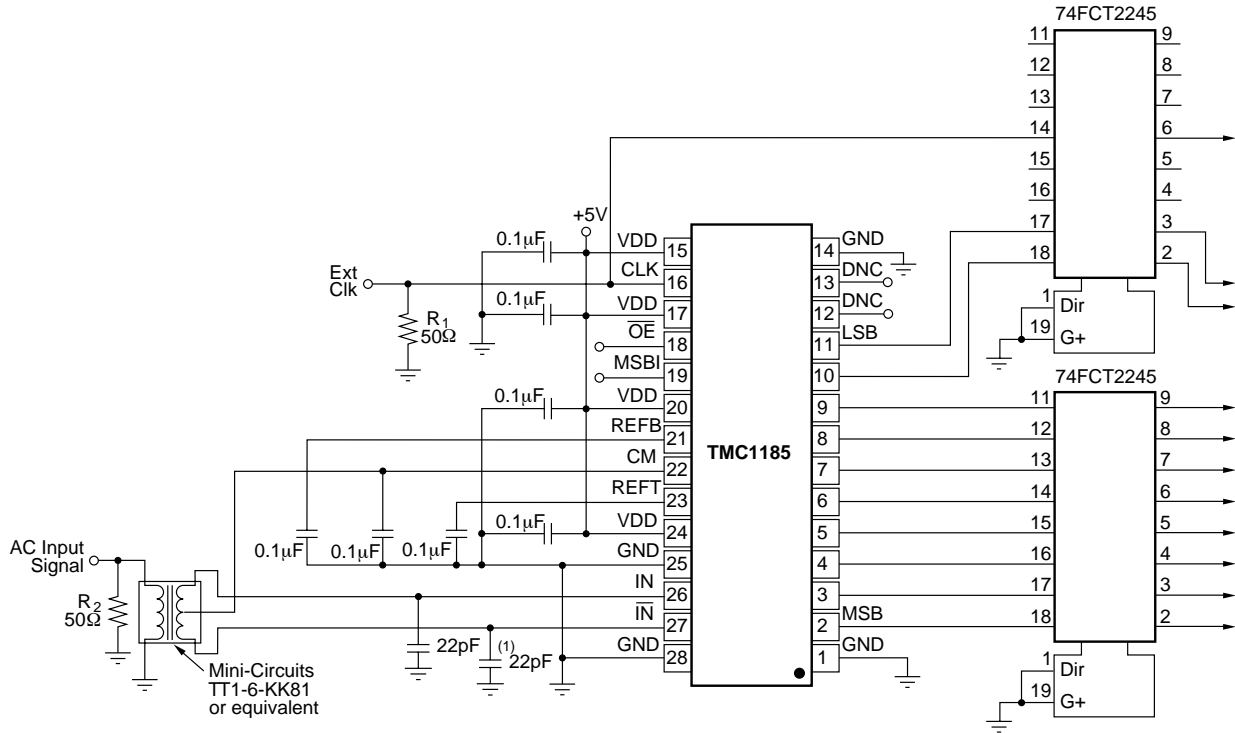 74FCT2245
11 9
12 8
13 7
14 6
15 5
16 4
17 3
18 2
1 Dir
19 G+
+5V
0.1µF VDD 15
14 GND
Ext Clk
CLK 16
13 DNC
0.1µF VDD 17
12 DNC
R1 50Ω
OE 18
11 LSB
MSBI 19
10
74FCT2245
0.1µF VDD 20
9 11 9
REFB 21
8 12 8
CM 22
TMC1185
7 13 7
REFT 23
6 14 6
0.1µF VDD 24
5 15 5
0.1µF 0.1µF 0.1µF GND 25
4 16 4
AC Input
Signal
IN 26
3 17 3
R2 50Ω
IN 27
2 MSB 18 2
22pF (1) 22pF GND 28
1 GND
1 Dir
19 G+
Mini-Circuits
TT1-6-KK81
or equivalent